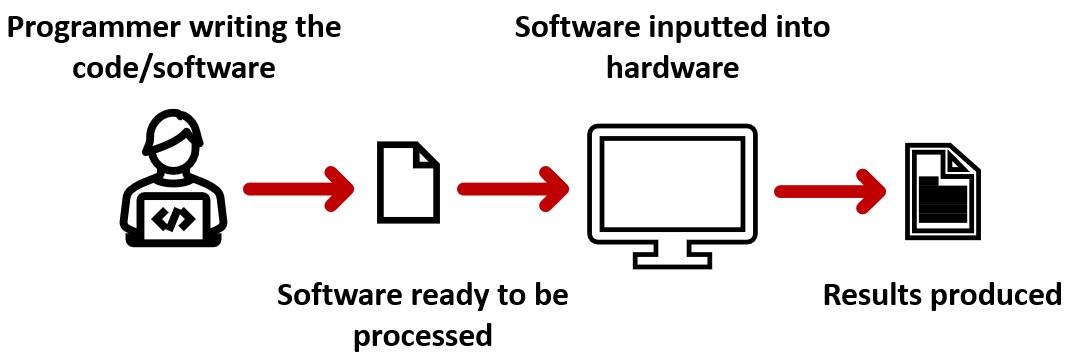 Programmer writing the
code/software
Software inputted into
hardware
</>
Software ready to be
processed
Results produced